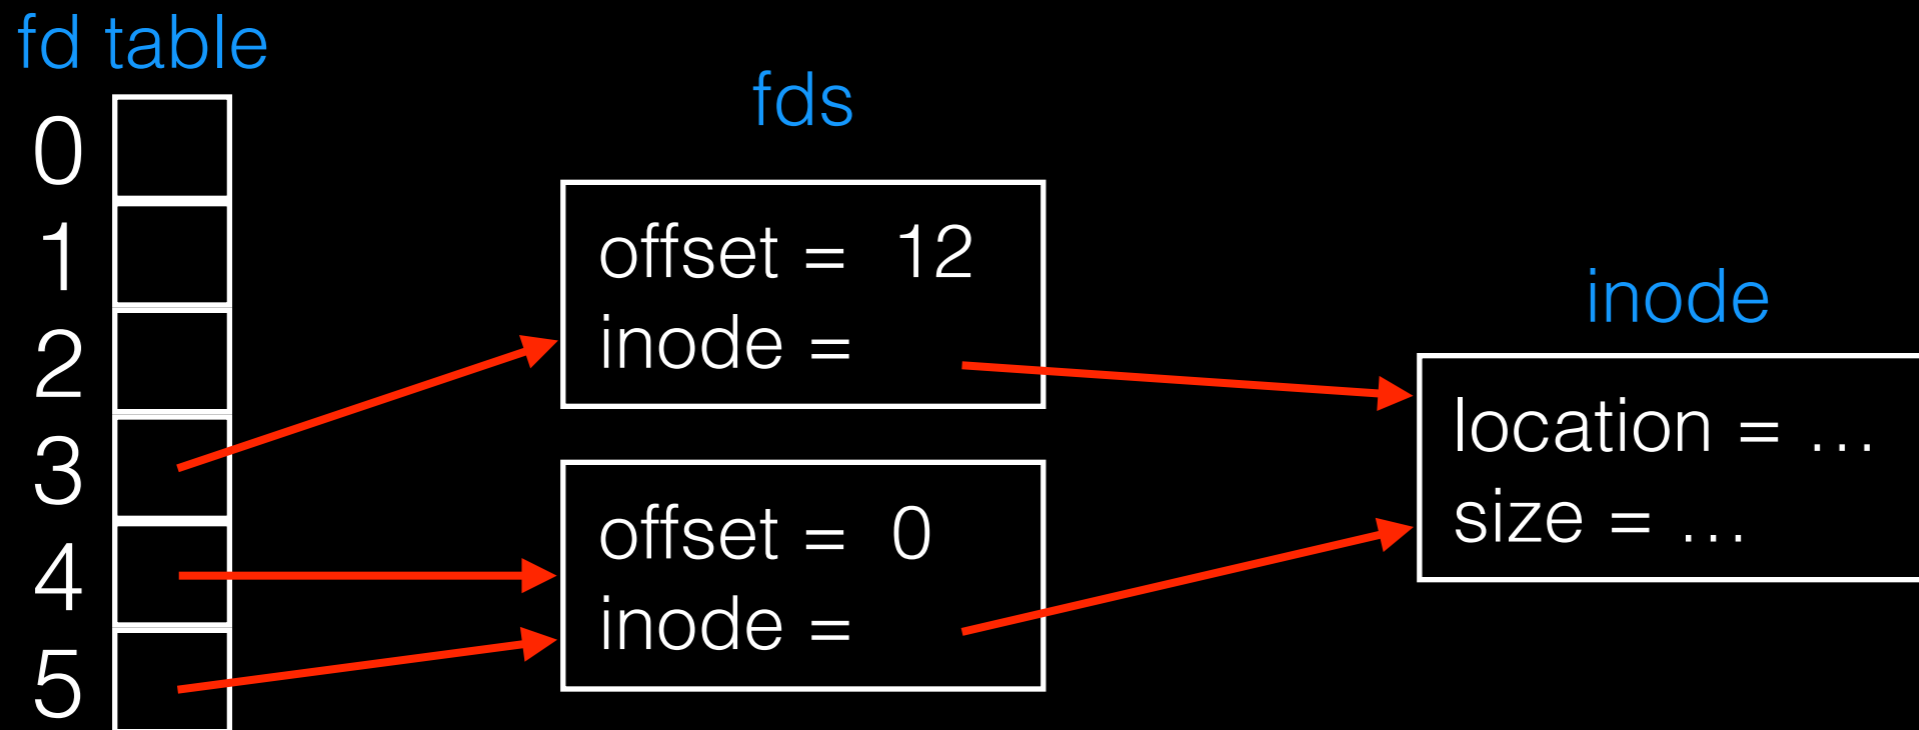 fd table
0
1
2
3
4
5
fds
offset = 12
inode =
offset = 0
inode =
inode
location = ...
size = ...